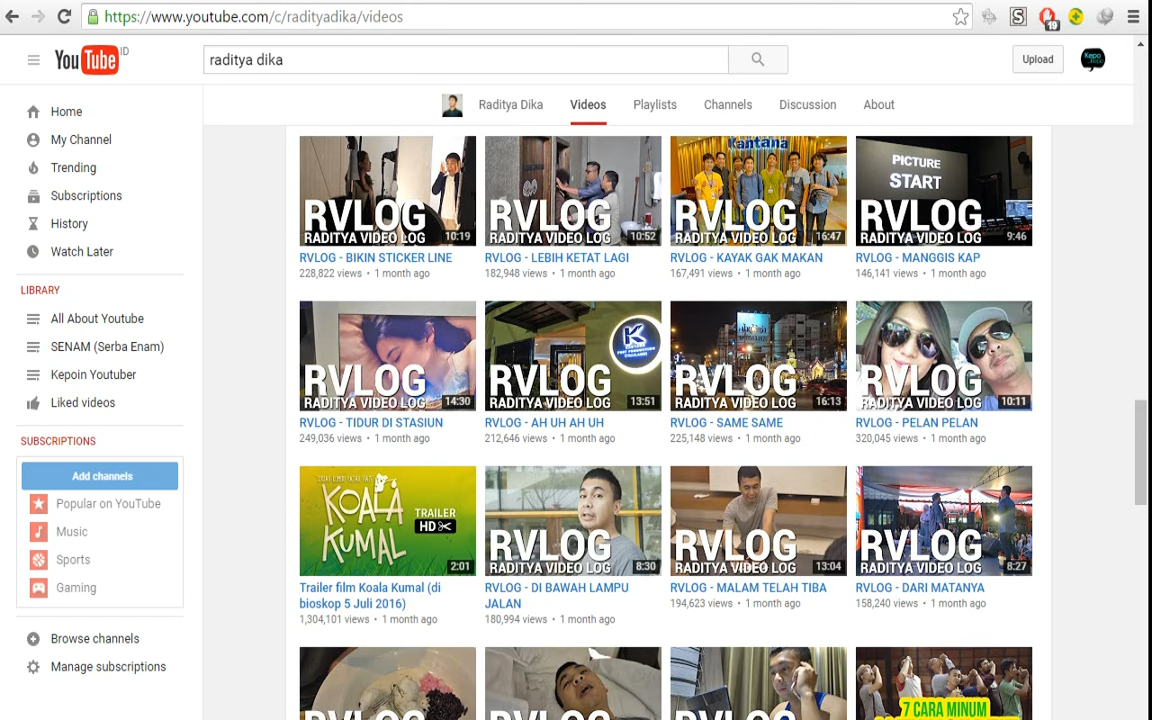 https://www.youtube.com/c/radityadika/videos
19
YouTube ID
raditya dika
Upload
Kepo
Raditya Dika Videos Playlists Channels Discussion About
Home
My Channel
Trending
Subscriptions
History
Watch Later
LIBRARY
All About Youtube
SENAM (Serba Enam)
Kepoin Youtuber
Liked videos
SUBSCRIPTIONS
Add channels
Popular on YouTube
Music
Sports
Gaming
Browse channels
Manage subscriptions
RVLOG
RADITYA VIDEO LOG
10:19
RVLOG - BIKIN STICKER LINE
228,822 views • 1 month ago
RVLOG
RADITYA VIDEO LOG
10:52
RVLOG - LEBIH KETAT LAGI
182,948 views • 1 month ago
Kantana
RVLOG
RADITYA VIDEO LOG
16:47
RVLOG - KAYAK GAK MAKAN
167,491 views • 1 month ago
PICTURE
START
RVLOG
RADITYA VIDEO LOG
9:46
RVLOG - MANGGIS KAP
146,141 views • 1 month ago
RVLOG
RADITYA VIDEO LOG
14:30
RVLOG - TIDUR DI STASIUN
249,036 views • 1 month ago
K
RVLOG
RADITYA VIDEO LOG
13:51
RVLOG - AH UH AH UH
212,646 views • 1 month ago
RVLOG
RADITYA VIDEO LOG
16:13
RVLOG - SAME SAME
225,148 views • 1 month ago
RVLOG
RADITYA VIDEO LOG
10:11
RVLOG - PELAN PELAN
320,045 views • 1 month ago
KOALA
KUMAL
TRAILER
HD
2:01
Trailer film Koala Kumal (di
bioskop 5 Juli 2016)
1,304,101 views • 1 month ago
RVLOG
RADITYA VIDEO LOG
8:30
RVLOG - DI BAWAH LAMPU
JALAN
180,994 views • 1 month ago
RVLOG
RADITYA VIDEO LOG
13:04
RVLOG - MALAM TELAH TIBA
194,623 views • 1 month ago
RVLOG
RADITYA VIDEO LOG
8:27
RVLOG - DARI MATANYA
158,240 views • 1 month ago
7 CARA MINUM